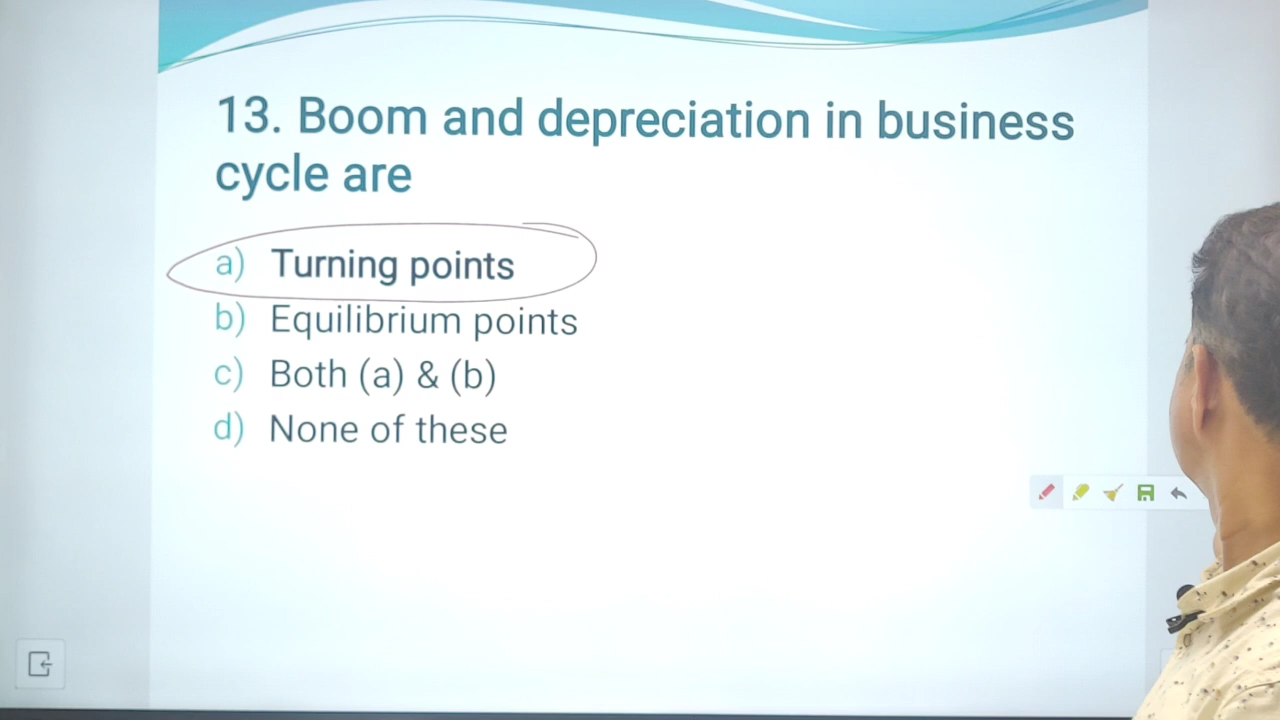 13. Boom and depreciation in business
cycle are
a) Turning points
b) Equilibrium points
c) Both (a) & (b)
d) None of these